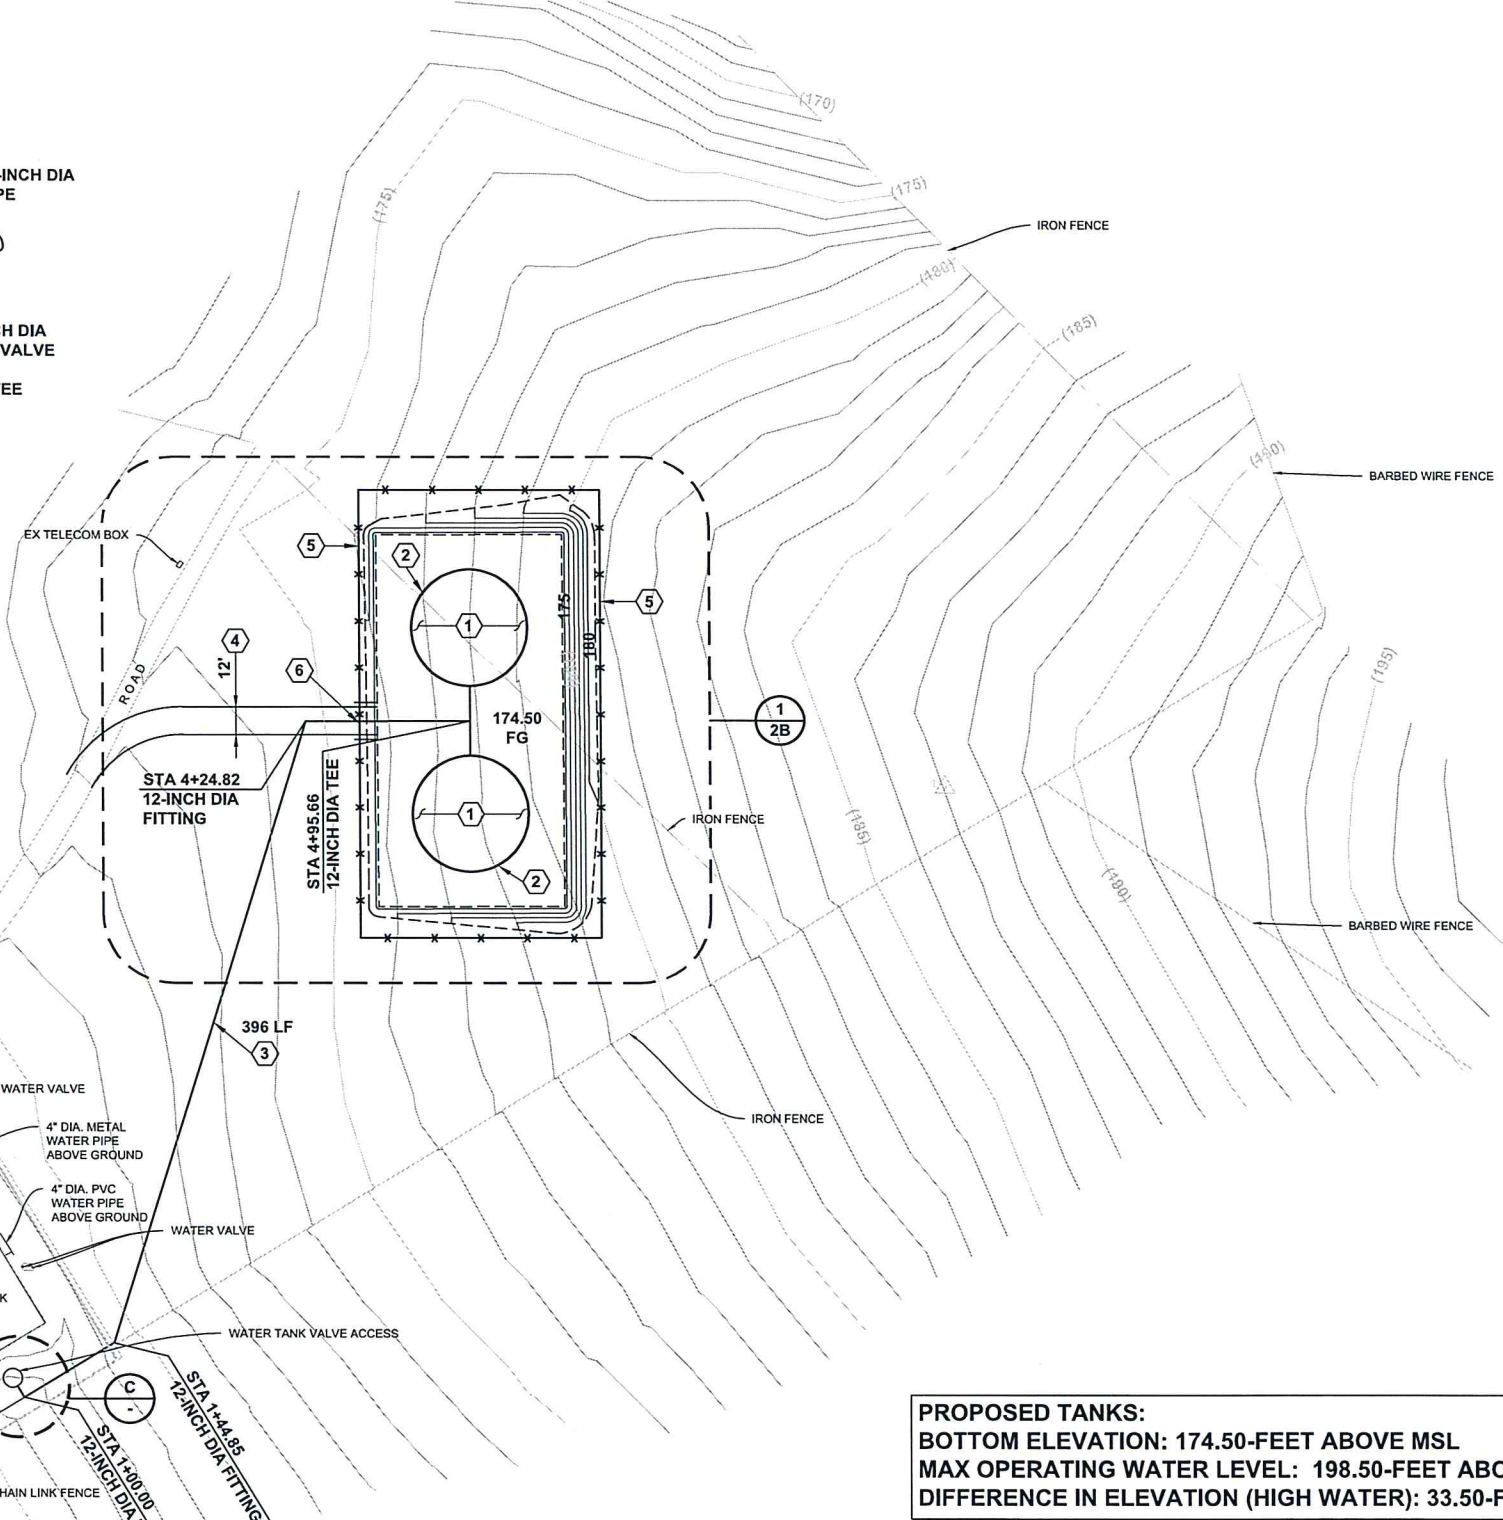 -INCH DIA
PE
)
CH DIA
VALVE
TEE
(170)
(175)
(175)
IRON FENCE
(180)
(185)
(190)
BARBED WIRE FENCE
EX TELECOM BOX
5
2
1
175
5
180
4
12'
6
ROAD
174.50
FG
1
2B
(195)
STA 4+24.82
12-INCH DIA
FITTING
STA 4+95.66
12-INCH DIA TEE
1
2
IRON FENCE
(185)
(190)
BARBED WIRE FENCE
396 LF
3
WATER VALVE
4" DIA. METAL
WATER PIPE
ABOVE GROUND
IRON FENCE
4" DIA. PVC
WATER PIPE
ABOVE GROUND
WATER VALVE
K
WATER TANK VALVE ACCESS
C
-
STA 1+44.85
12-INCH DIA FITTING
STA 1+00.00
12-INCH DIA
HAIN LINK FENCE
PROPOSED TANKS:
BOTTOM ELEVATION: 174.50-FEET ABOVE MSL
MAX OPERATING WATER LEVEL: 198.50-FEET ABO
DIFFERENCE IN ELEVATION (HIGH WATER): 33.50-F